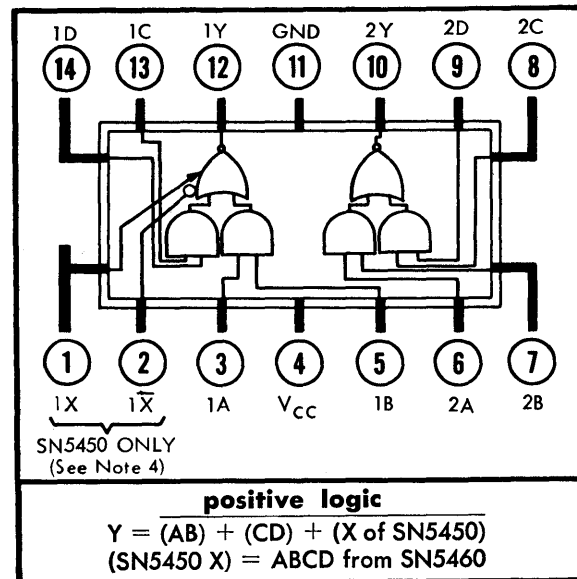 1D 1C 1Y GND 2Y 2D 2C
14 13 12 11 10 9 8
1 2 3 4 5 6 7
1X 1X̅ 1A VCC 1B 2A 2B
SN5450 ONLY
(See Note 4)
positive logic
Y = (AB) + (CD) + (X of SN5450)
(SN5450 X) = ABCD from SN5460